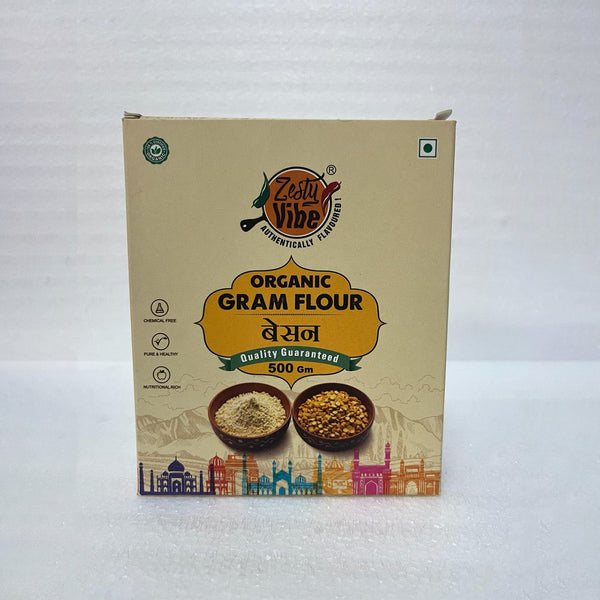 Zesty
Vibe
®
AUTHENTICALLY FLAVOURED!
ORGANIC
GRAM FLOUR
बेसन
Quality Guaranteed
500 Gm
CHEMICAL FREE
PURE & HEALTHY
NUTRITIONAL RICH